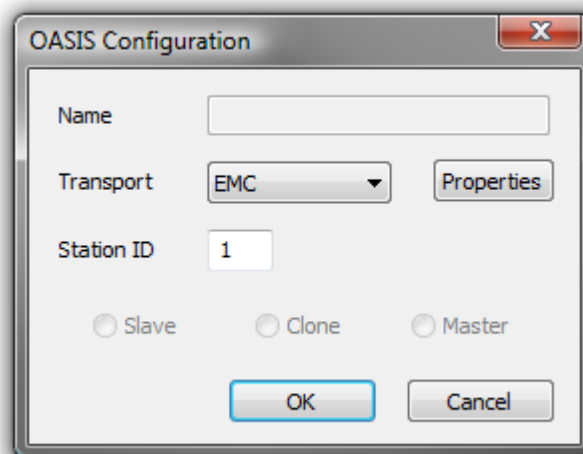 OASIS Configuration
Name
Transport EMC Properties
Station ID 1
Slave Clone Master
OK Cancel